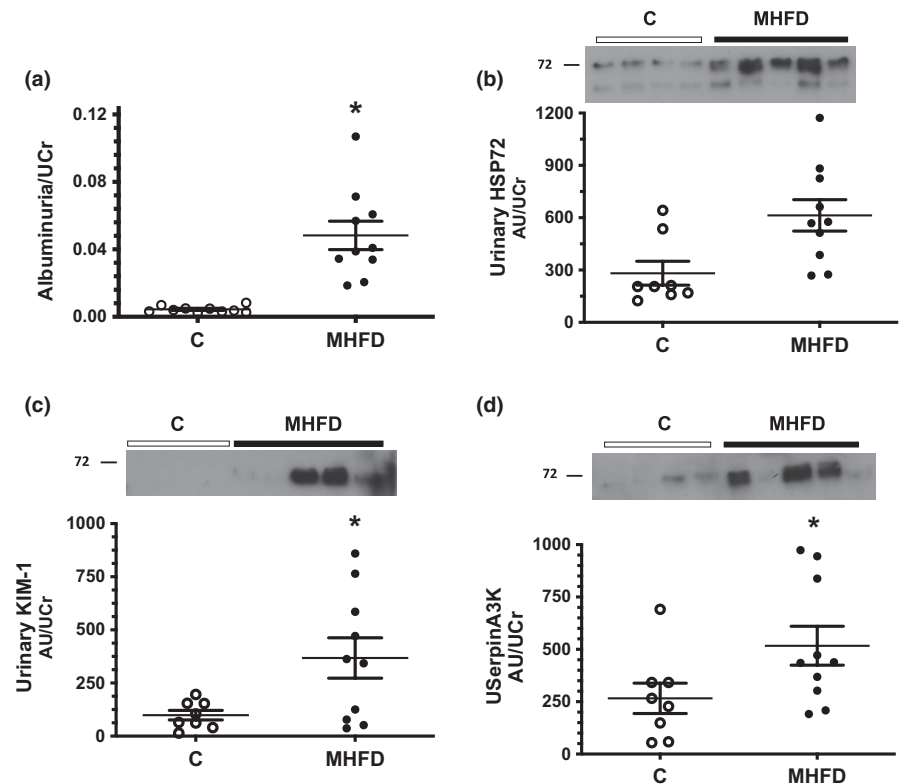 (a)
Albuminuria/UCr
0.12
0.08
0.04
0.00
*
C
MHFD
(b)
C
MHFD
72
Urinary HSP72
AU/UCr
1200
900
600
300
0
C
MHFD
(c)
C
MHFD
72
Urinary KIM-1
AU/UCr
1000
750
500
250
0
*
C
MHFD
(d)
C
MHFD
72
USerpinA3K
AU/UCr
1000
750
500
250
0
*
C
MHFD